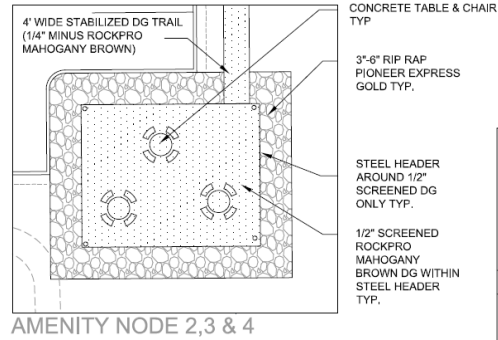 4' WIDE STABILIZED DG TRAIL
(1/4" MINUS ROCKPRO
MAHOGANY BROWN)
CONCRETE TABLE & CHAIR
TYP
3"-6" RIP RAP
PIONEER EXPRESS
GOLD TYP.
STEEL HEADER
AROUND 1/2"
SCREENED DG
ONLY TYP.
1/2" SCREENED
ROCKPRO
MAHOGANY
BROWN DG WITHIN
STEEL HEADER
TYP.
AMENITY NODE 2,3 & 4